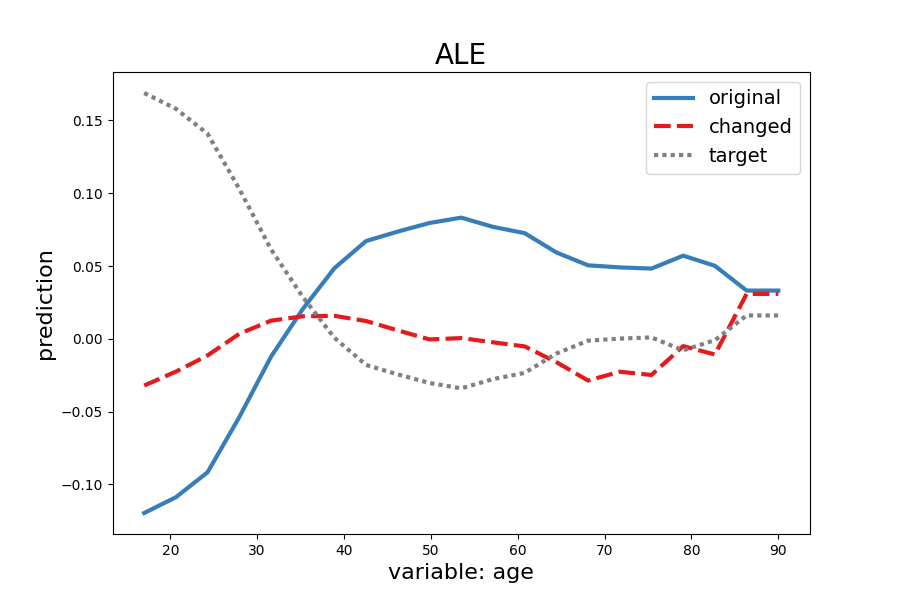 ALE
original
changed
target
prediction
0.15
0.10
0.05
0.00
−0.05
−0.10
20 30 40 50 60 70 80 90
variable: age